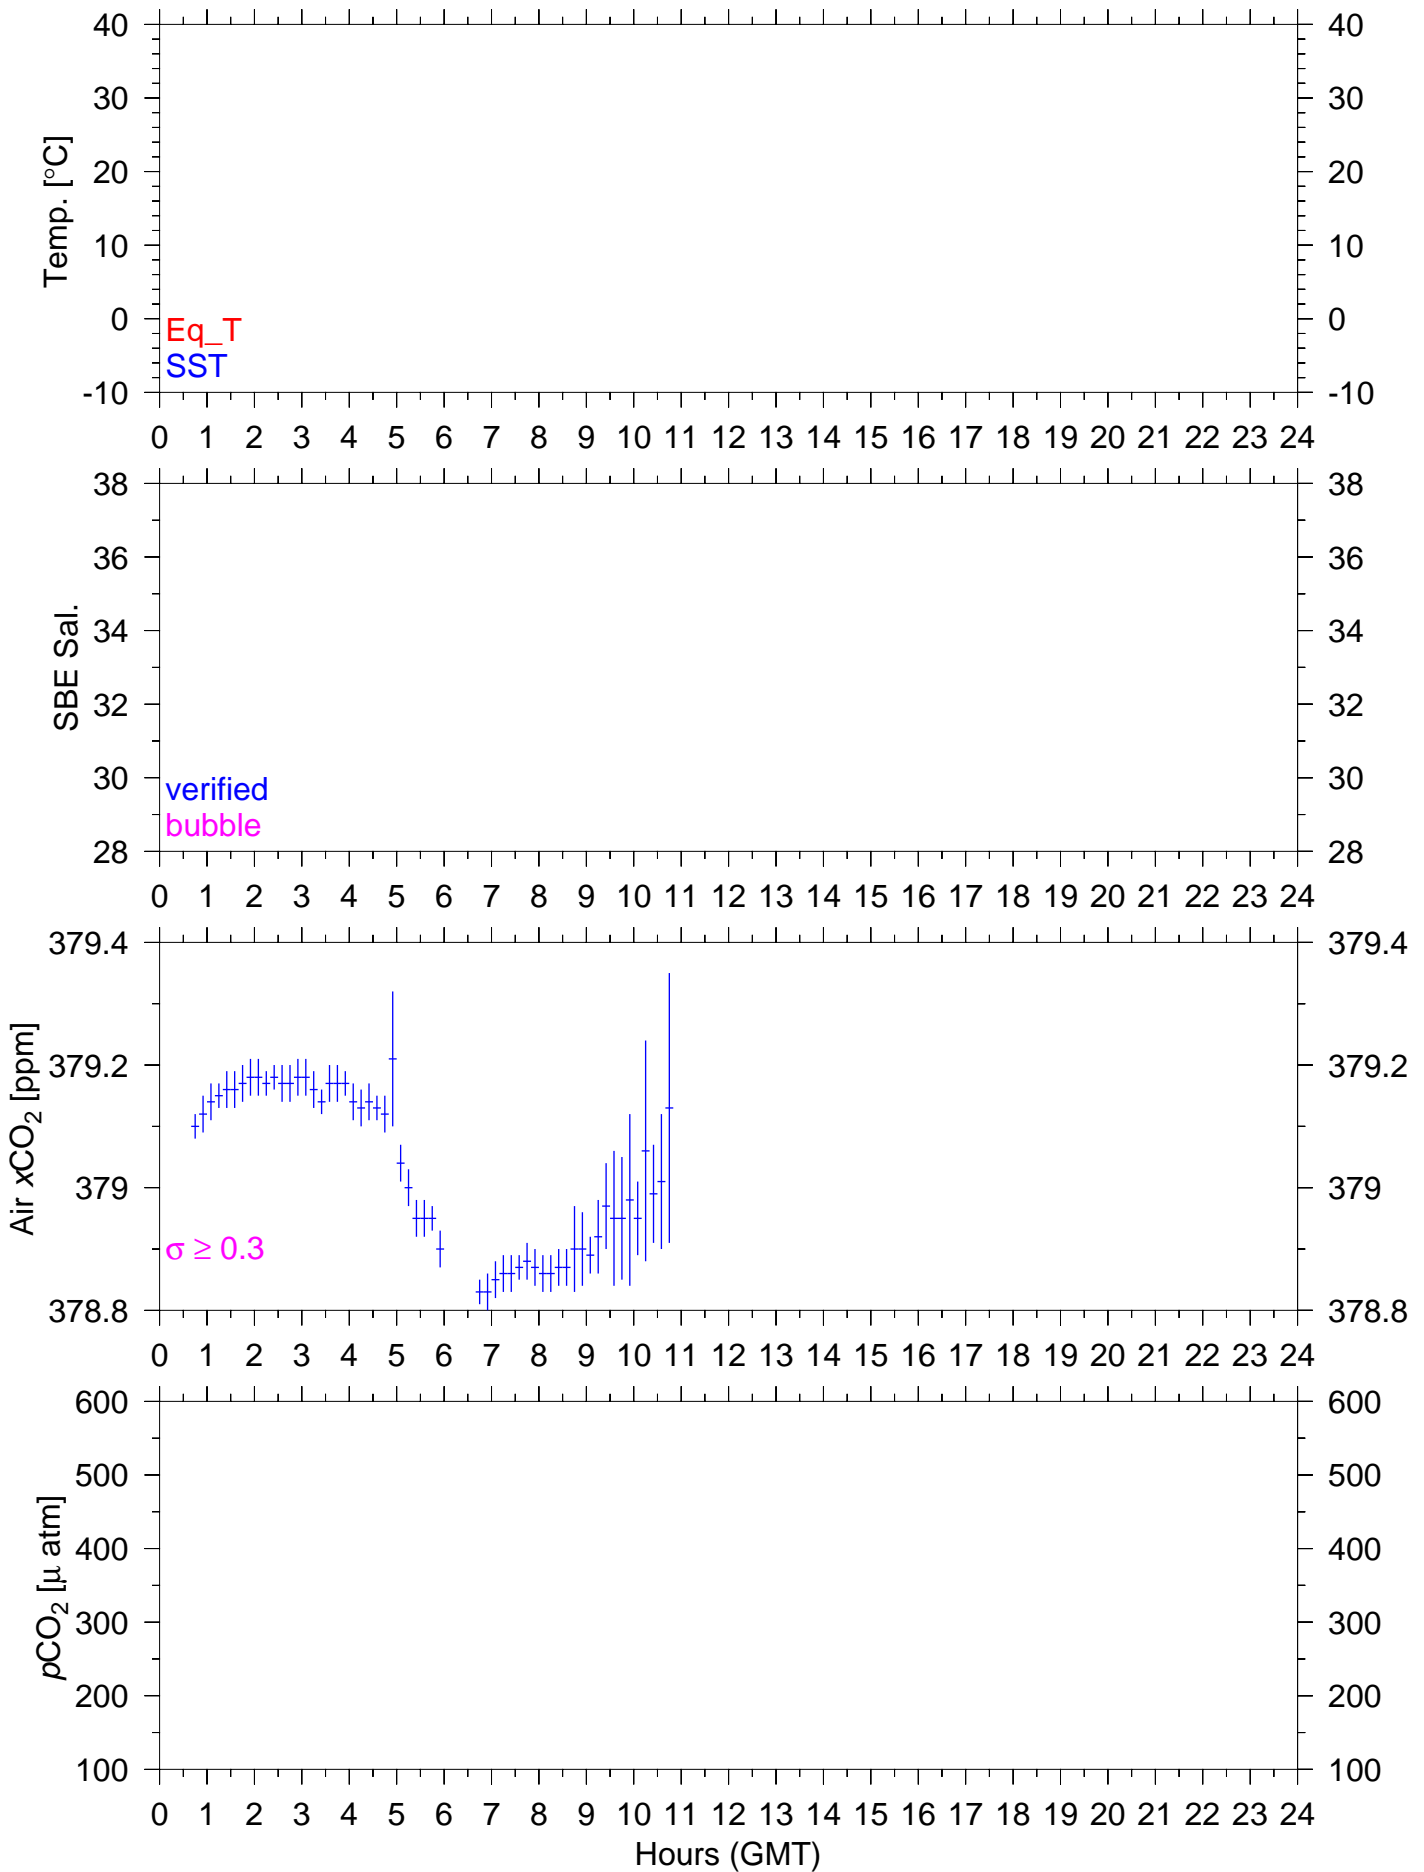 40 40
30 30
Temp. [°C]
20 20
10 10
0 0
Eq_T
SST
-10 -10
0 1 2 3 4 5 6 7 8 9 10 11 12 13 14 15 16 17 18 19 20 21 22 23 24
38 38
36 36
SBE Sal.
34 34
32 32
30 30
verified
bubble
28 28
0 1 2 3 4 5 6 7 8 9 10 11 12 13 14 15 16 17 18 19 20 21 22 23 24
379.4 379.4
Air xCO₂ [ppm]
379.2 379.2
379 379
σ ≥ 0.3
378.8 378.8
0 1 2 3 4 5 6 7 8 9 10 11 12 13 14 15 16 17 18 19 20 21 22 23 24
600 600
500 500
pCO₂ [μ atm]
400 400
300 300
200 200
100 100
0 1 2 3 4 5 6 7 8 9 10 11 12 13 14 15 16 17 18 19 20 21 22 23 24
Hours (GMT)